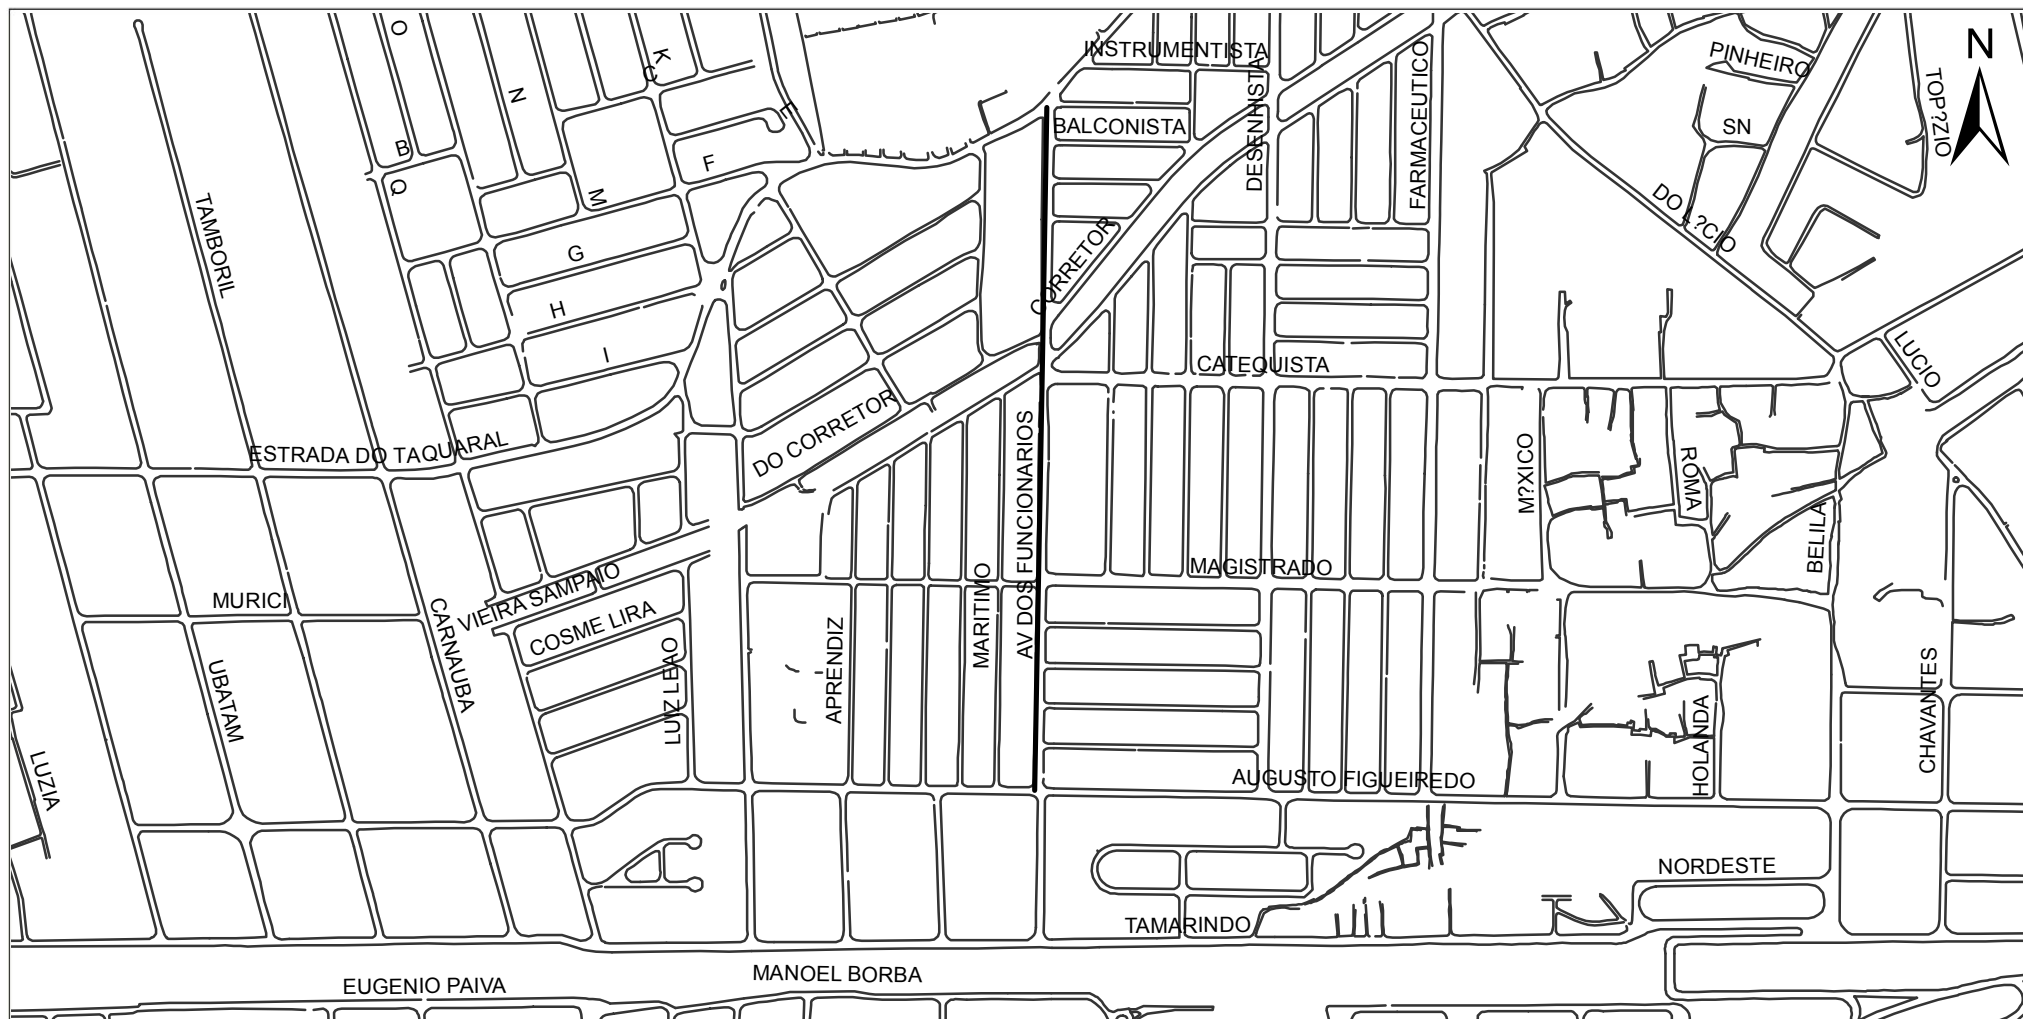 O
K
C
INSTRUMENTISTA
PINHEIRO
N
TOP?ZIO
N
E
DESENHISTA
FARMACEUTICO
BALCONISTA
SN
B
F
Q
M
TAMBORIL
DO L?CIO
G
CORRETOR
H
I
CATEQUISTA
LUCIO
DO CORRETOR
ESTRADA DO TAQUARAL
AV DOS FUNCIONARIOS
M?XICO
ROMA
BELILA
MAGISTRADO
VIEIRA SAMPAIO
MURICI
MARITIMO
COSME LIRA
CARNAUBA
APRENDIZ
LUIZ LEAO
UBATAM
CHAVANTES
HOLANDA
LUZIA
AUGUSTO FIGUEIREDO
NORDESTE
TAMARINDO
MANOEL BORBA
EUGENIO PAIVA